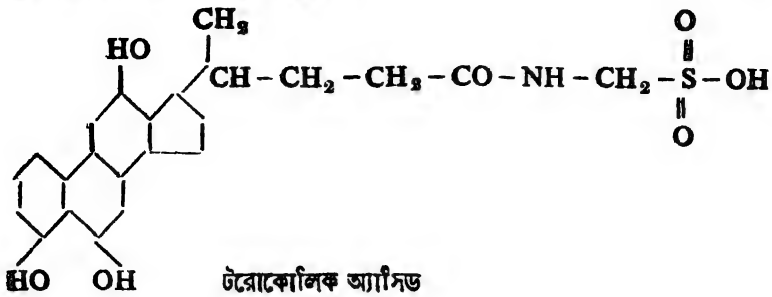 CH₃
HO
O
CH – CH₂ – CH₂ – CO – NH – CH₂ – S – OH
O
HO OH
টরোকোলিক অ্যাসিড